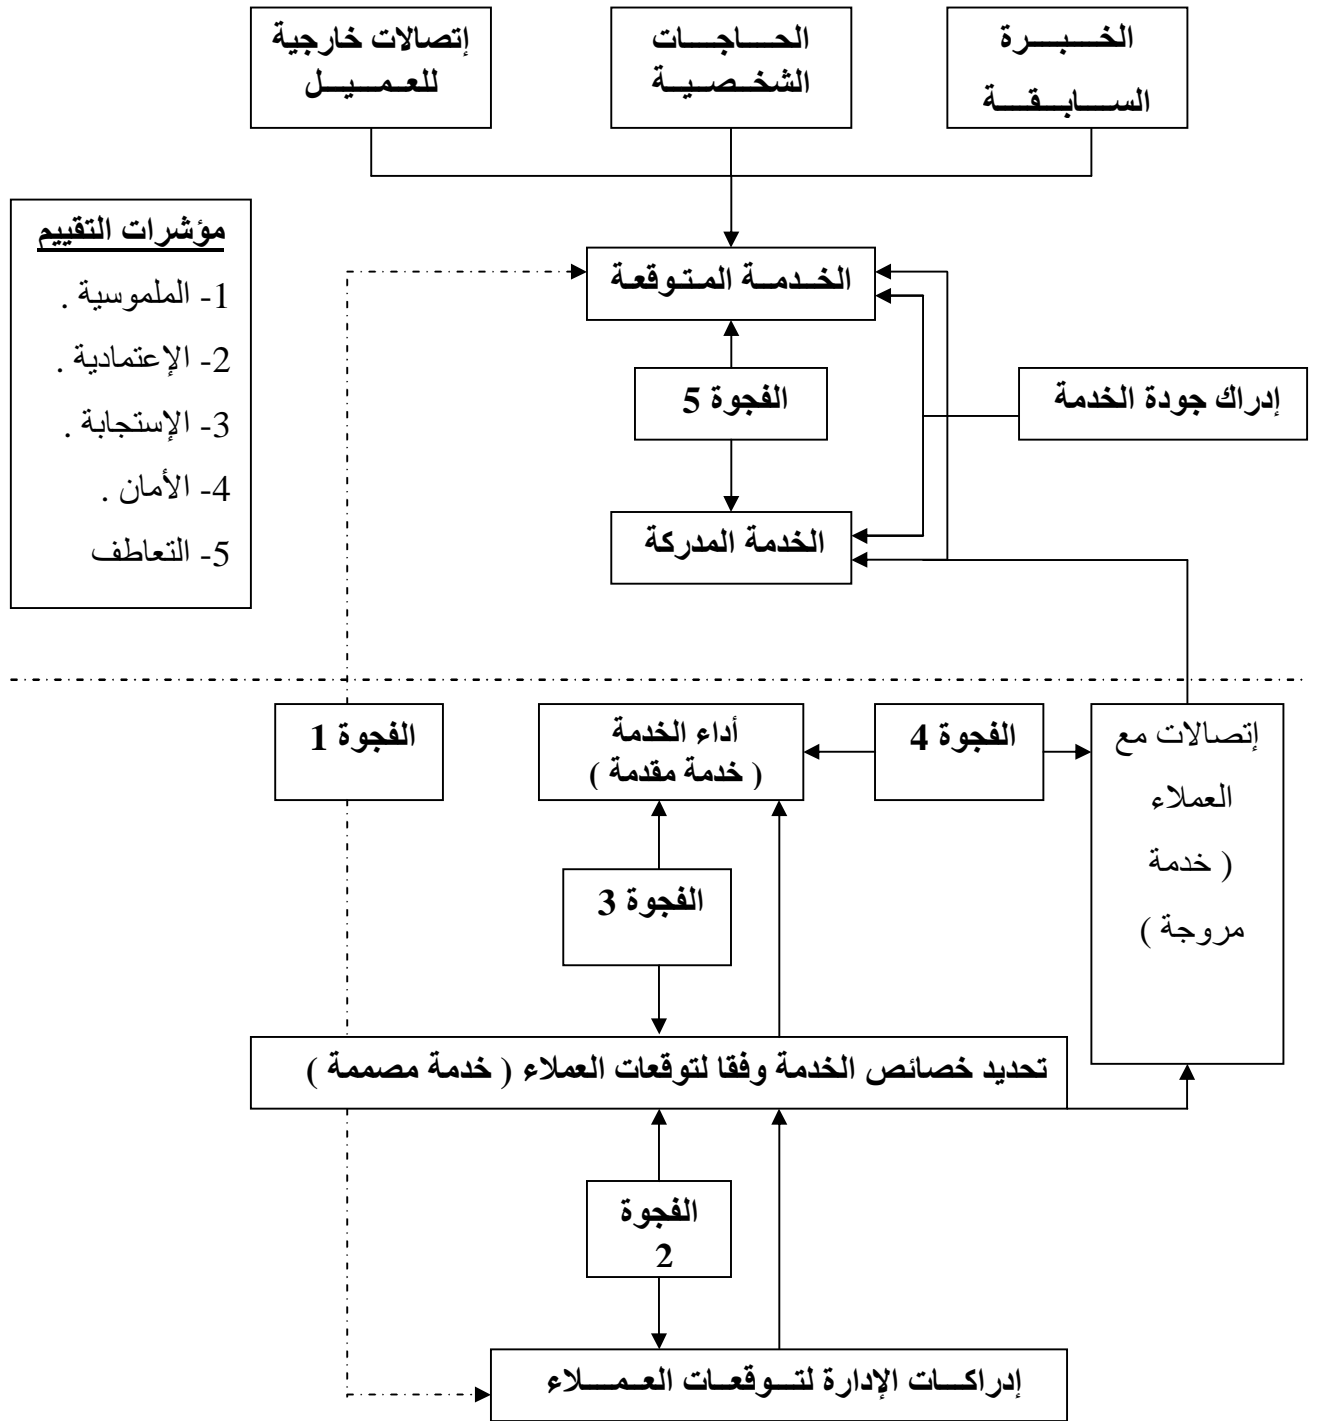 الخبرة
السابقة
الحاجات
الشخصية
إتصالات خارجية
للعميل
مؤشرات التقييم
1- الملموسية .
2- الإعتمادية .
3- الإستجابة .
4- الأمان .
5- التعاطف
الخدمة المتوقعة
الفجوة 5
إدراك جودة الخدمة
الخدمة المدركة
إتصالات مع
العملاء
( خدمة
مروجة )
الفجوة 4
أداء الخدمة
( خدمة مقدمة )
الفجوة 1
الفجوة 3
تحديد خصائص الخدمة وفقا لتوقعات العملاء ( خدمة مصممة )
الفجوة
2
إدراكات الإدارة لتوقعات العملاء